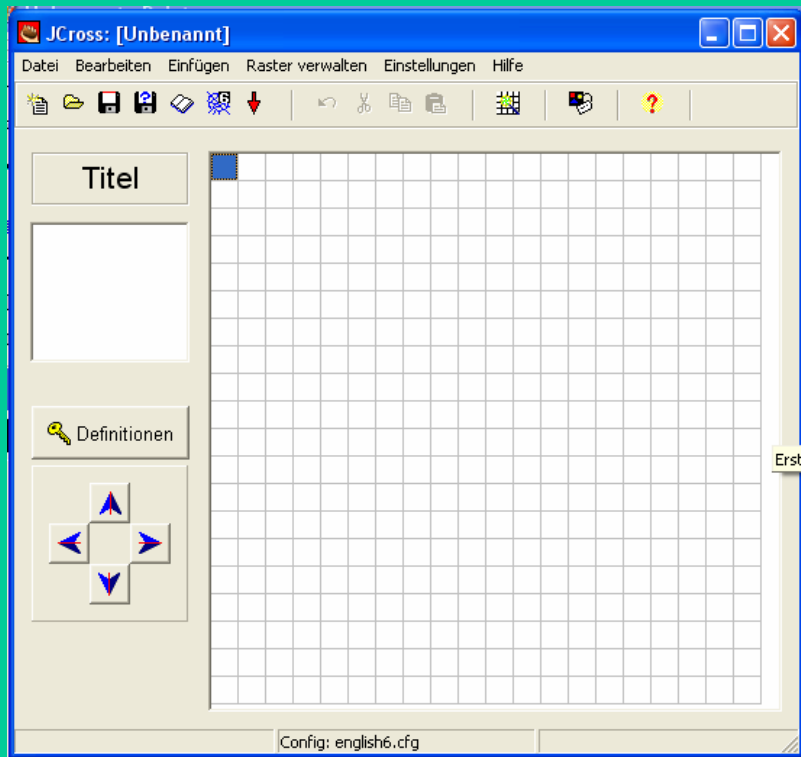 JCross: [Unbenannt]
Datei Bearbeiten Einfügen Raster verwalten Einstellungen Hilfe
Titel
Definitionen
Erst
Config: english6.cfg